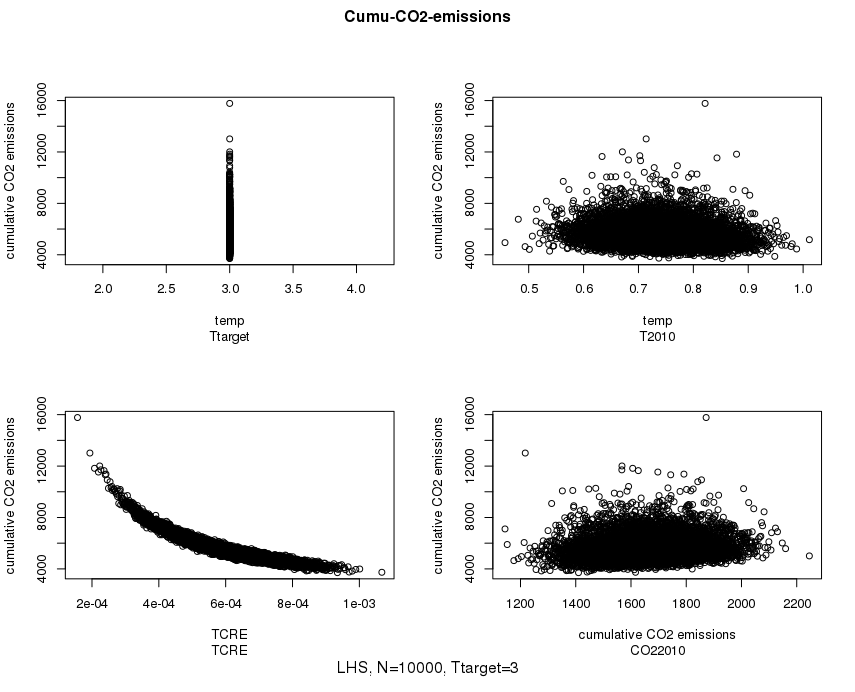 Cumu-CO2-emissions
cumulative CO2 emissions
4000 8000 12000 16000
2.0 2.5 3.0 3.5 4.0
temp
Ttarget
cumulative CO2 emissions
4000 8000 12000 16000
0.5 0.6 0.7 0.8 0.9 1.0
temp
T2010
cumulative CO2 emissions
4000 8000 12000 16000
2e-04 4e-04 6e-04 8e-04 1e-03
TCRE
TCRE
cumulative CO2 emissions
4000 8000 12000 16000
1200 1400 1600 1800 2000 2200
cumulative CO2 emissions
CO22010
LHS, N=10000, Ttarget=3